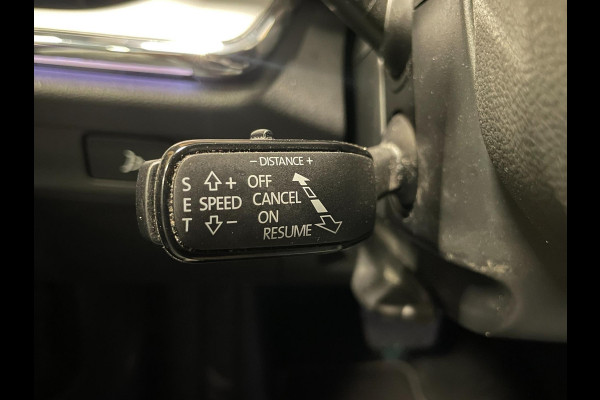 − DISTANCE +
S + OFF
E SPEED CANCEL
T − ON
RESUME